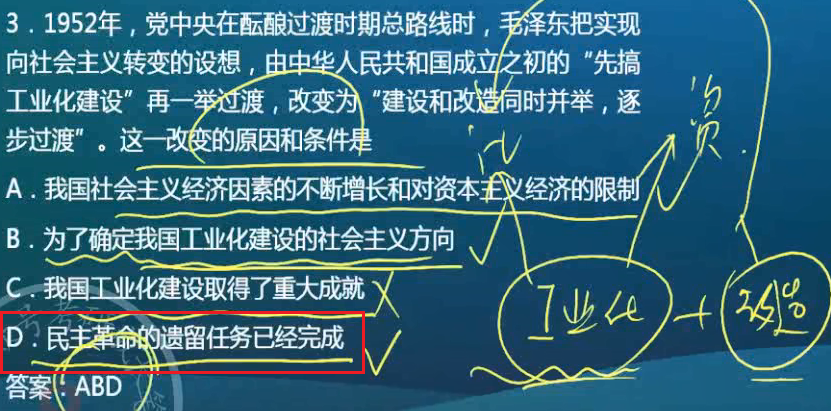 3．1952年，党中央在酝酿过渡时期总路线时，毛泽东把实现
向社会主义转变的设想，由中华人民共和国成立之初的“先搞
工业化建设”再一举过渡，改变为“建设和改造同时并举，逐
步过渡”。这一改变的原因和条件是
A．我国社会主义经济因素的不断增长和对资本主义经济的限制
B．为了确定我国工业化建设的社会主义方向
C．我国工业化建设取得了重大成就
D．民主革命的遗留任务已经完成
答案：ABD
资
工业化 + 改造